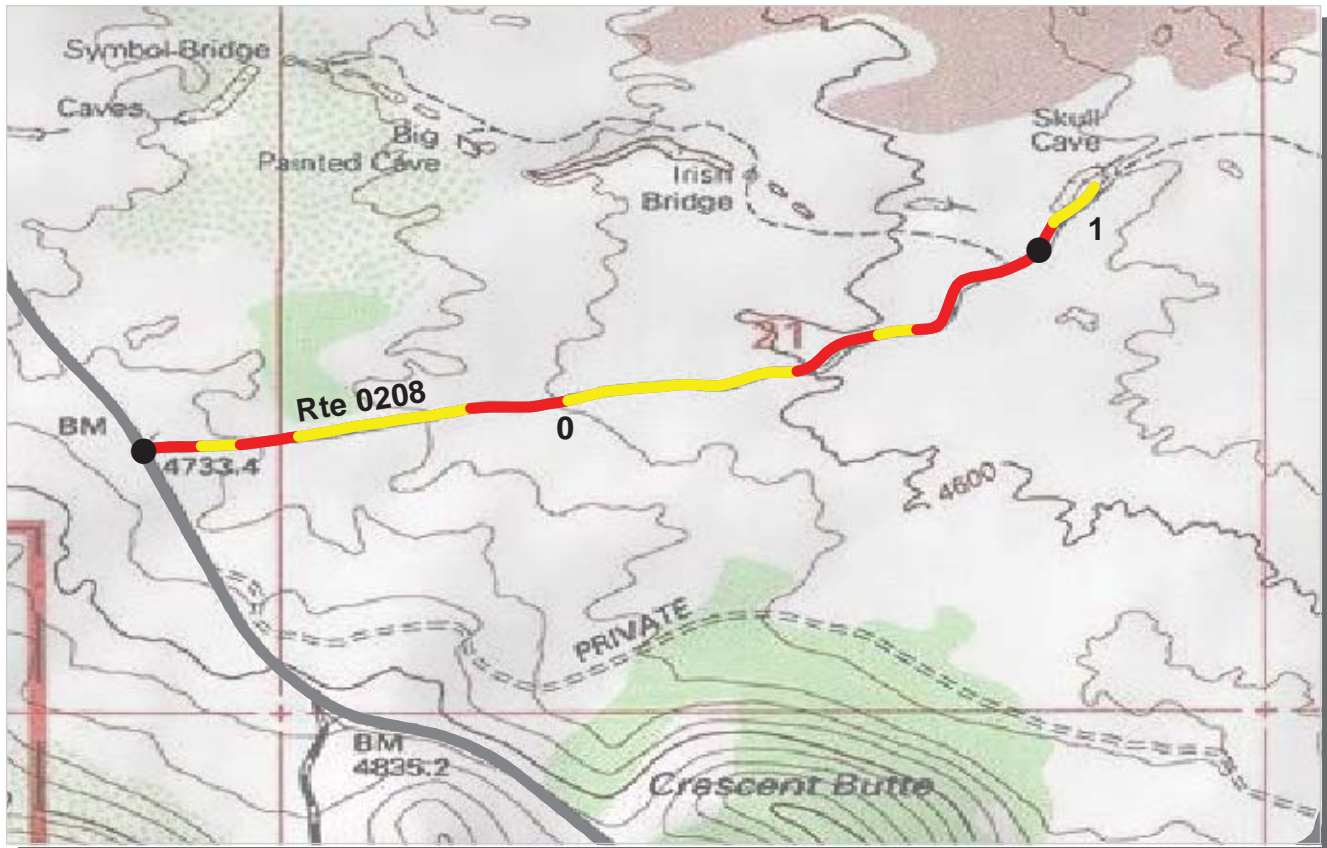 Symbol Bridge
Caves
Big
Painted Cave
Skull
Cave
Irish
Bridge
1
21
Rte 0208
0
BM
4733.4
4600
PRIVATE
BM
4835.2
Crescent Butte